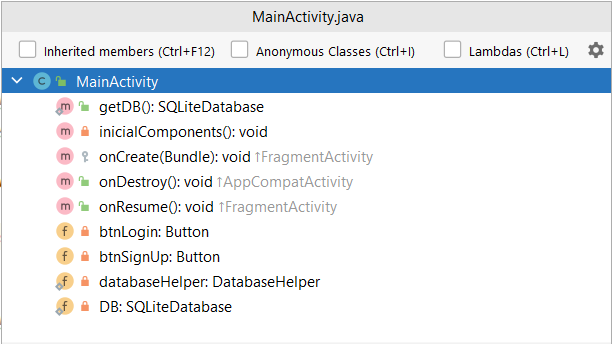 MainActivity.java
Inherited members (Ctrl+F12) Anonymous Classes (Ctrl+I) Lambdas (Ctrl+L)
C MainActivity
m getDB(): SQLiteDatabase
m inicialComponents(): void
m onCreate(Bundle): void ↑FragmentActivity
m onDestroy(): void ↑AppCompatActivity
m onResume(): void ↑FragmentActivity
f btnLogin: Button
f btnSignUp: Button
f databaseHelper: DatabaseHelper
f DB: SQLiteDatabase